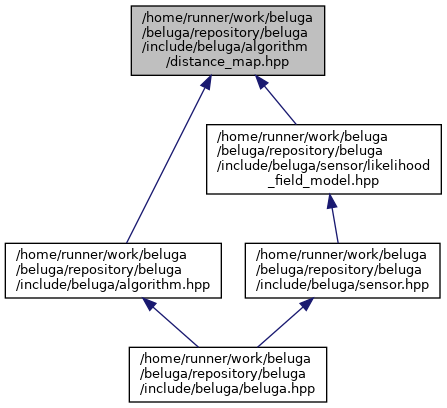 /home/runner/work/beluga
/beluga/repository/beluga
/include/beluga/algorithm
/distance_map.hpp
/home/runner/work/beluga
/beluga/repository/beluga
/include/beluga/sensor/likelihood
_field_model.hpp
/home/runner/work/beluga
/beluga/repository/beluga
/include/beluga/algorithm.hpp
/home/runner/work/beluga
/beluga/repository/beluga
/include/beluga/sensor.hpp
/home/runner/work/beluga
/beluga/repository/beluga
/include/beluga/beluga.hpp